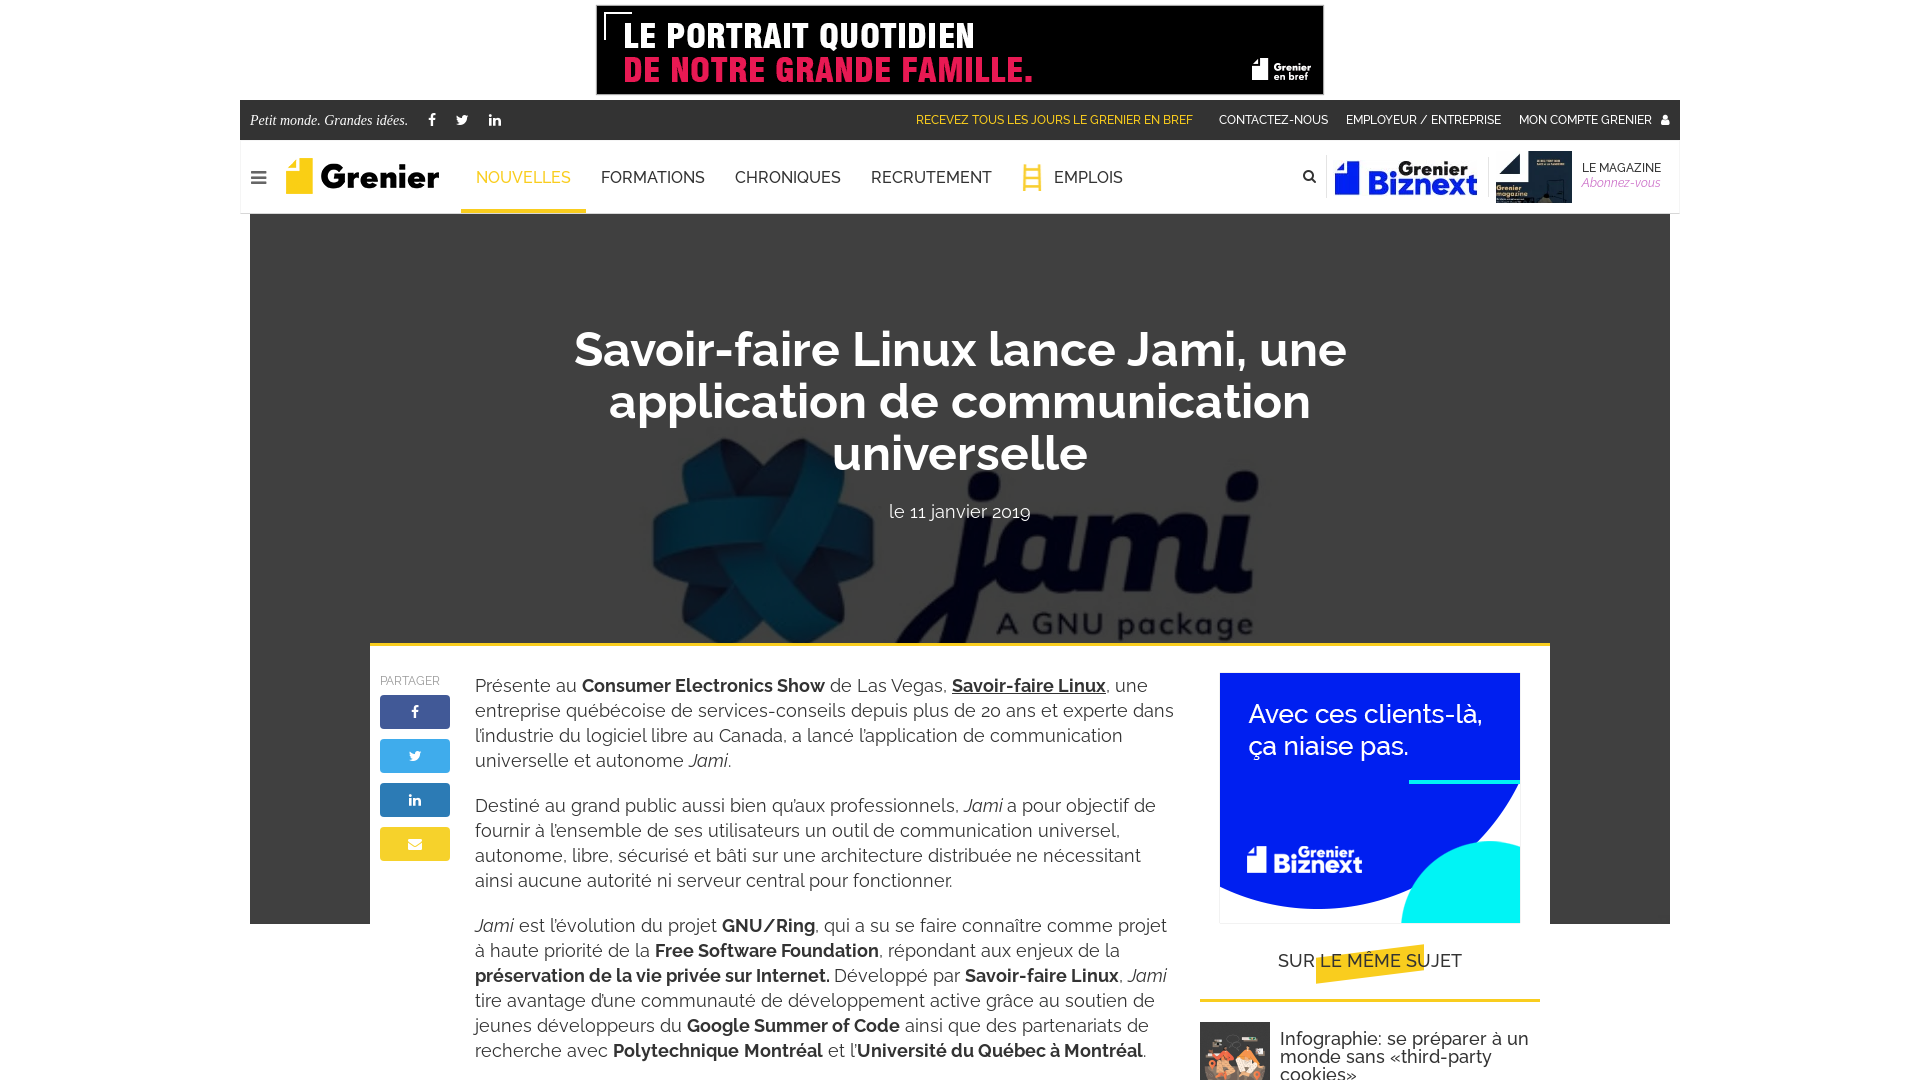 LE PORTRAIT QUOTIDIEN
DE NOTRE GRANDE FAMILLE.
Grenier
en bref
Petit monde. Grandes idées.
RECEVEZ TOUS LES JOURS LE GRENIER EN BREF
CONTACTEZ-NOUS
EMPLOYEUR / ENTREPRISE
MON COMPTE GRENIER
Grenier
NOUVELLES
FORMATIONS
CHRONIQUES
RECRUTEMENT
EMPLOIS
Grenier
Biznext
Grenier
magazine
LE MAGAZINE
Abonnez-vous
Savoir-faire Linux lance Jami, une
application de communication
universelle
le 11 janvier 2019
jami
A GNU package
PARTAGER
Présente au Consumer Electronics Show de Las Vegas, Savoir-faire Linux, une
entreprise québécoise de services-conseils depuis plus de 20 ans et experte dans
l’industrie du logiciel libre au Canada, a lancé l’application de communication
universelle et autonome Jami.
Destiné au grand public aussi bien qu’aux professionnels, Jami a pour objectif de
fournir à l’ensemble de ses utilisateurs un outil de communication universel,
autonome, libre, sécurisé et bâti sur une architecture distribuée ne nécessitant
ainsi aucune autorité ni serveur central pour fonctionner.
Jami est l’évolution du projet GNU/Ring, qui a su se faire connaître comme projet
à haute priorité de la Free Software Foundation, répondant aux enjeux de la
préservation de la vie privée sur Internet. Développé par Savoir-faire Linux, Jami
tire avantage d’une communauté de développement active grâce au soutien de
jeunes développeurs du Google Summer of Code ainsi que des partenariats de
recherche avec Polytechnique Montréal et l’Université du Québec à Montréal.
Avec ces clients-là,
ça niaise pas.
Grenier
Biznext
SUR LE MÊME SUJET
Infographie: se préparer à un
monde sans «third-party
cookies»